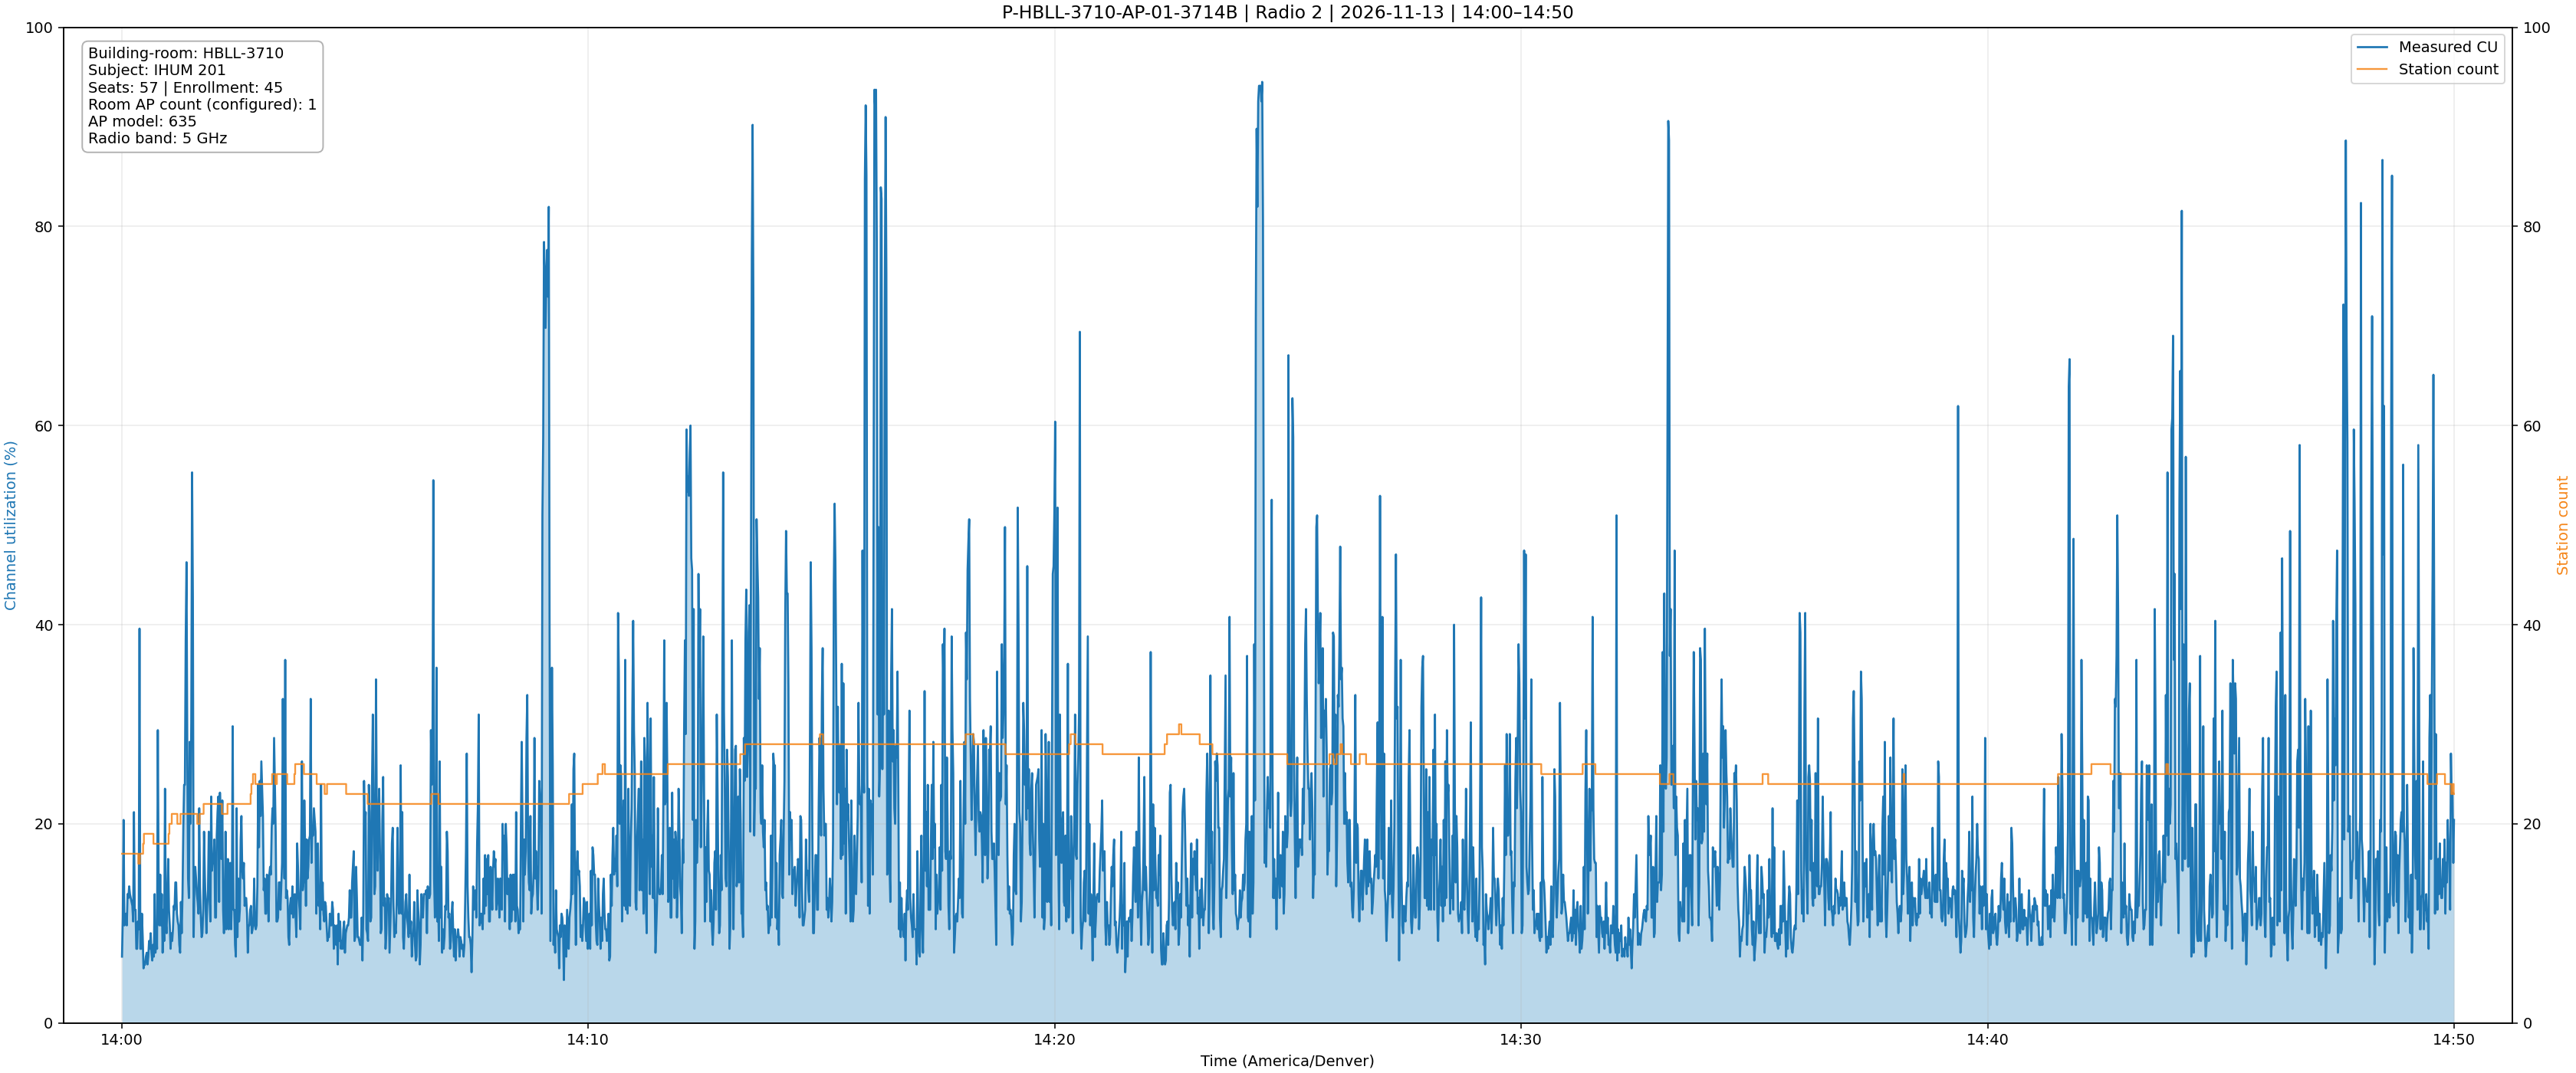 P-HBLL-3710-AP-01-3714B | Radio 2 | 2026-11-13 | 14:00–14:50
Building-room: HBLL-3710
Subject: IHUM 201
Seats: 57 | Enrollment: 45
Room AP count (configured): 1
AP model: 635
Radio band: 5 GHz
Measured CU
Station count
Channel utilization (%)
100
80
60
40
20
0
100
80
60
40
20
0
Station count
14:00
14:10
14:20
14:30
14:40
14:50
Time (America/Denver)